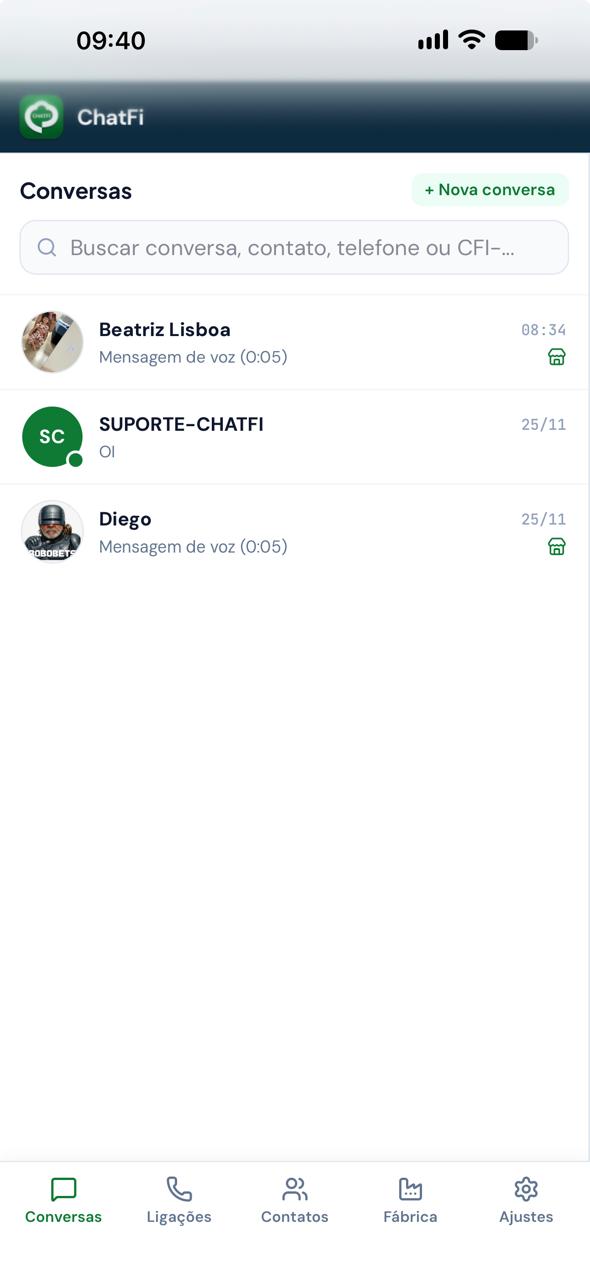 09:40
ChatFi
Conversas
+ Nova conversa
Buscar conversa, contato, telefone ou CFI-...
Beatriz Lisboa
08:34
Mensagem de voz (0:05)
SC
SUPORTE-CHATFI
25/11
OI
Diego
25/11
Mensagem de voz (0:05)
ROBOBETS
Conversas
Ligações
Contatos
Fábrica
Ajustes